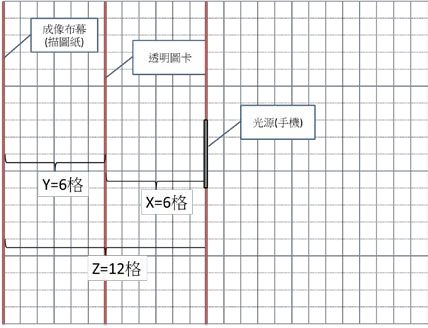 成像布幕
(描圖紙)
透明圖卡
光源(手機)
Y=6格
X=6格
Z=12格